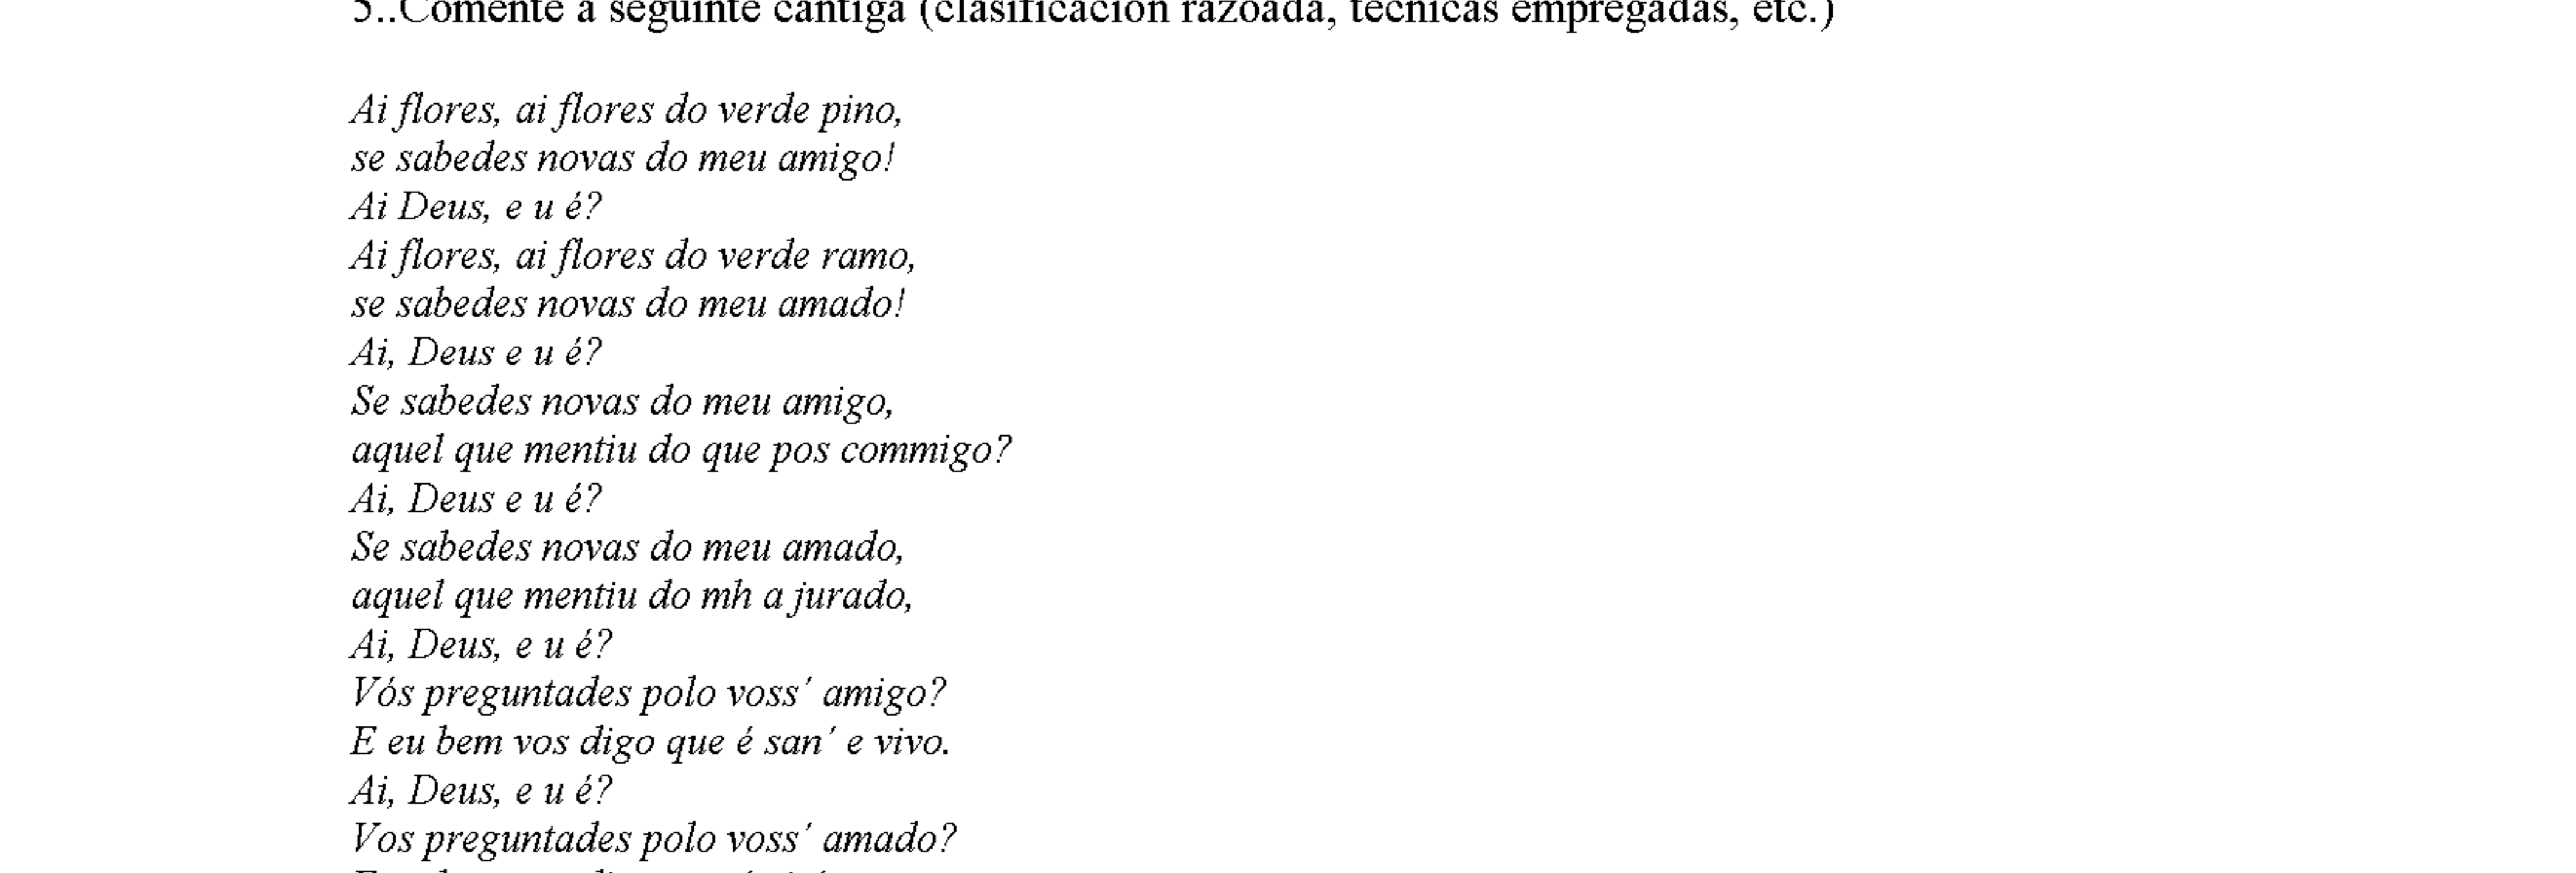 5..Comente a seguinte cantiga (clasificación razoada, técnicas empregadas, etc.)
Ai flores, ai flores do verde pino,
se sabedes novas do meu amigo!
Ai Deus, e u é?
Ai flores, ai flores do verde ramo,
se sabedes novas do meu amado!
Ai, Deus e u é?
Se sabedes novas do meu amigo,
aquel que mentiu do que pos commigo?
Ai, Deus e u é?
Se sabedes novas do meu amado,
aquel que mentiu do mh a jurado,
Ai, Deus, e u é?
Vós preguntades polo voss´ amigo?
E eu bem vos digo que é san´ e vivo.
Ai, Deus, e u é?
Vos preguntades polo voss´ amado?